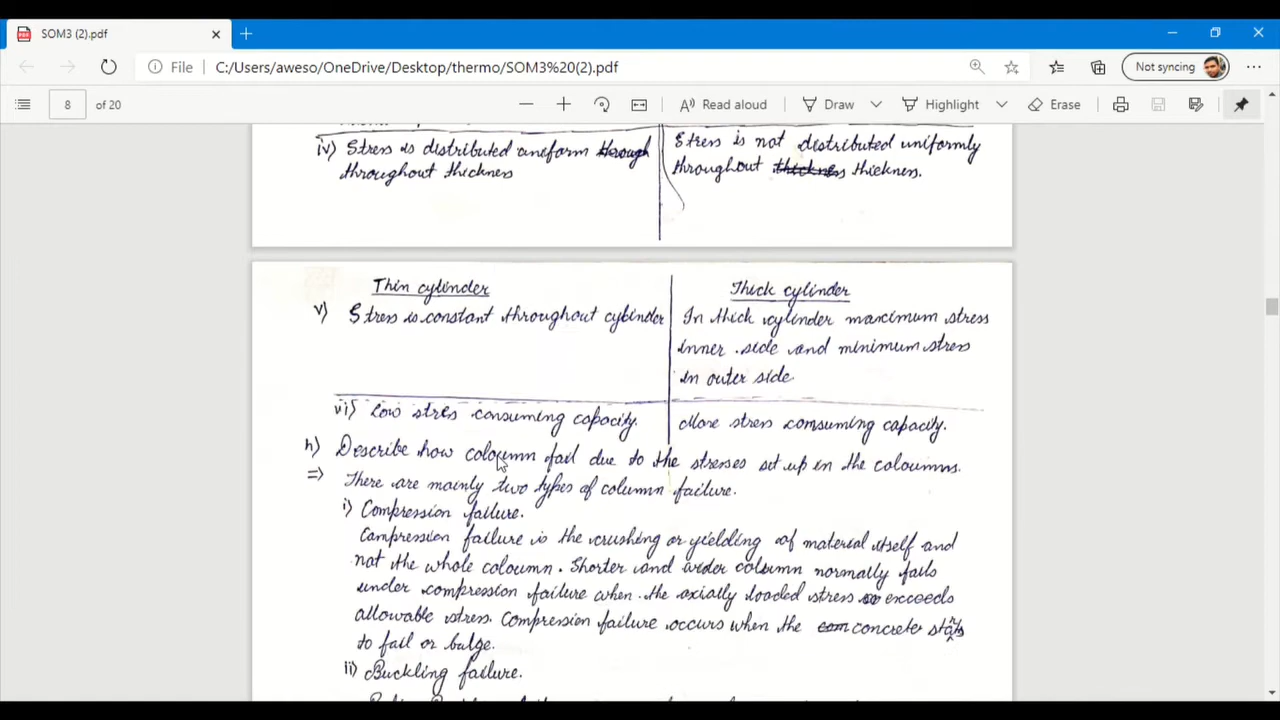 SOM3 (2).pdf
File C:/Users/aweso/OneDrive/Desktop/thermo/SOM3%20(2).pdf
Not syncing
8 of 20
Read aloud
Draw
Highlight
Erase
iv) Stress is distributed uneform through
throughout thickness
Stress is not distributed uniformly
throughout thickness thickness.
Thin cylinder
Thick cylinder
v) Stress is constant throughout cylinder
In thick cylinder maximum stress
inner side and minimum stress
in outer side.
vi) Low stres consuming capacity.
More stress comsuming capacity.
h) Describe how coloumn fail due to the stresses set up in the coloumns.
=> There are mainly two types of column failure.
i) Compression failure.
Compression failure is the crushing or yielding of material itself and
not the whole coloumn. Shorter and wider column normally fails
under compression failure when the axially loaded stress exceeds
allowable stress. Compression failure occurs when the com concrete starts
to fail or bulge.
ii) Buckling failure.